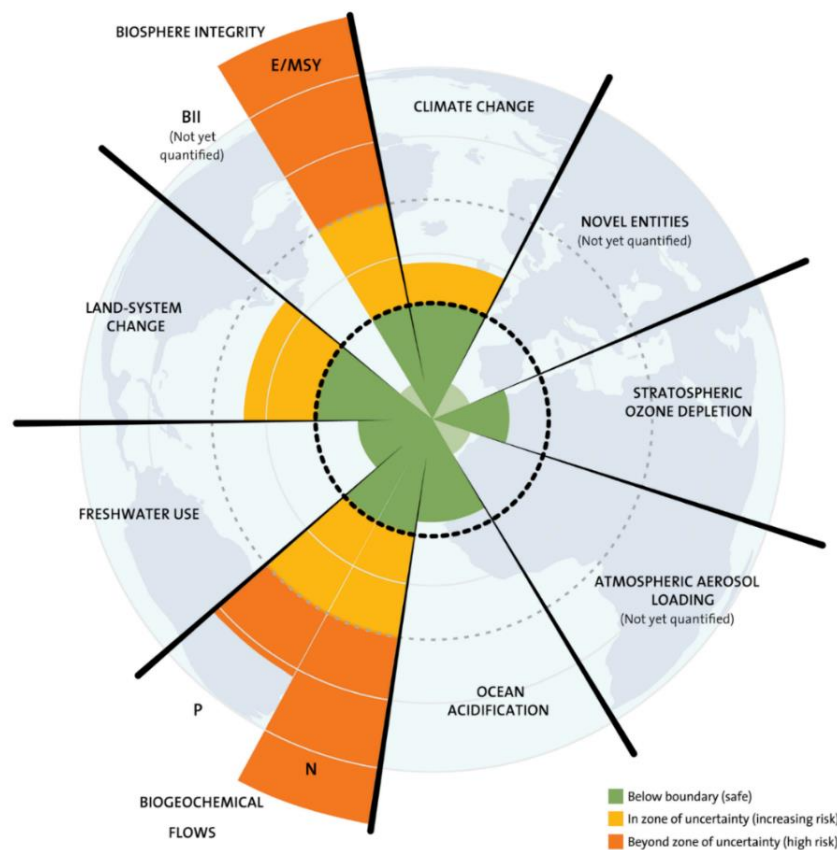 BIOSPHERE INTEGRITY
E/MSY
BII
(Not yet
quantified)
CLIMATE CHANGE
NOVEL ENTITIES
(Not yet quantified)
LAND-SYSTEM
CHANGE
STRATOSPHERIC
OZONE DEPLETION
FRESHWATER USE
ATMOSPHERIC AEROSOL
LOADING
(Not yet quantified)
P
OCEAN
ACIDIFICATION
N
BIOGEOCHEMICAL
FLOWS
Below boundary (safe)
In zone of uncertainty (increasing risk)
Beyond zone of uncertainty (high risk)